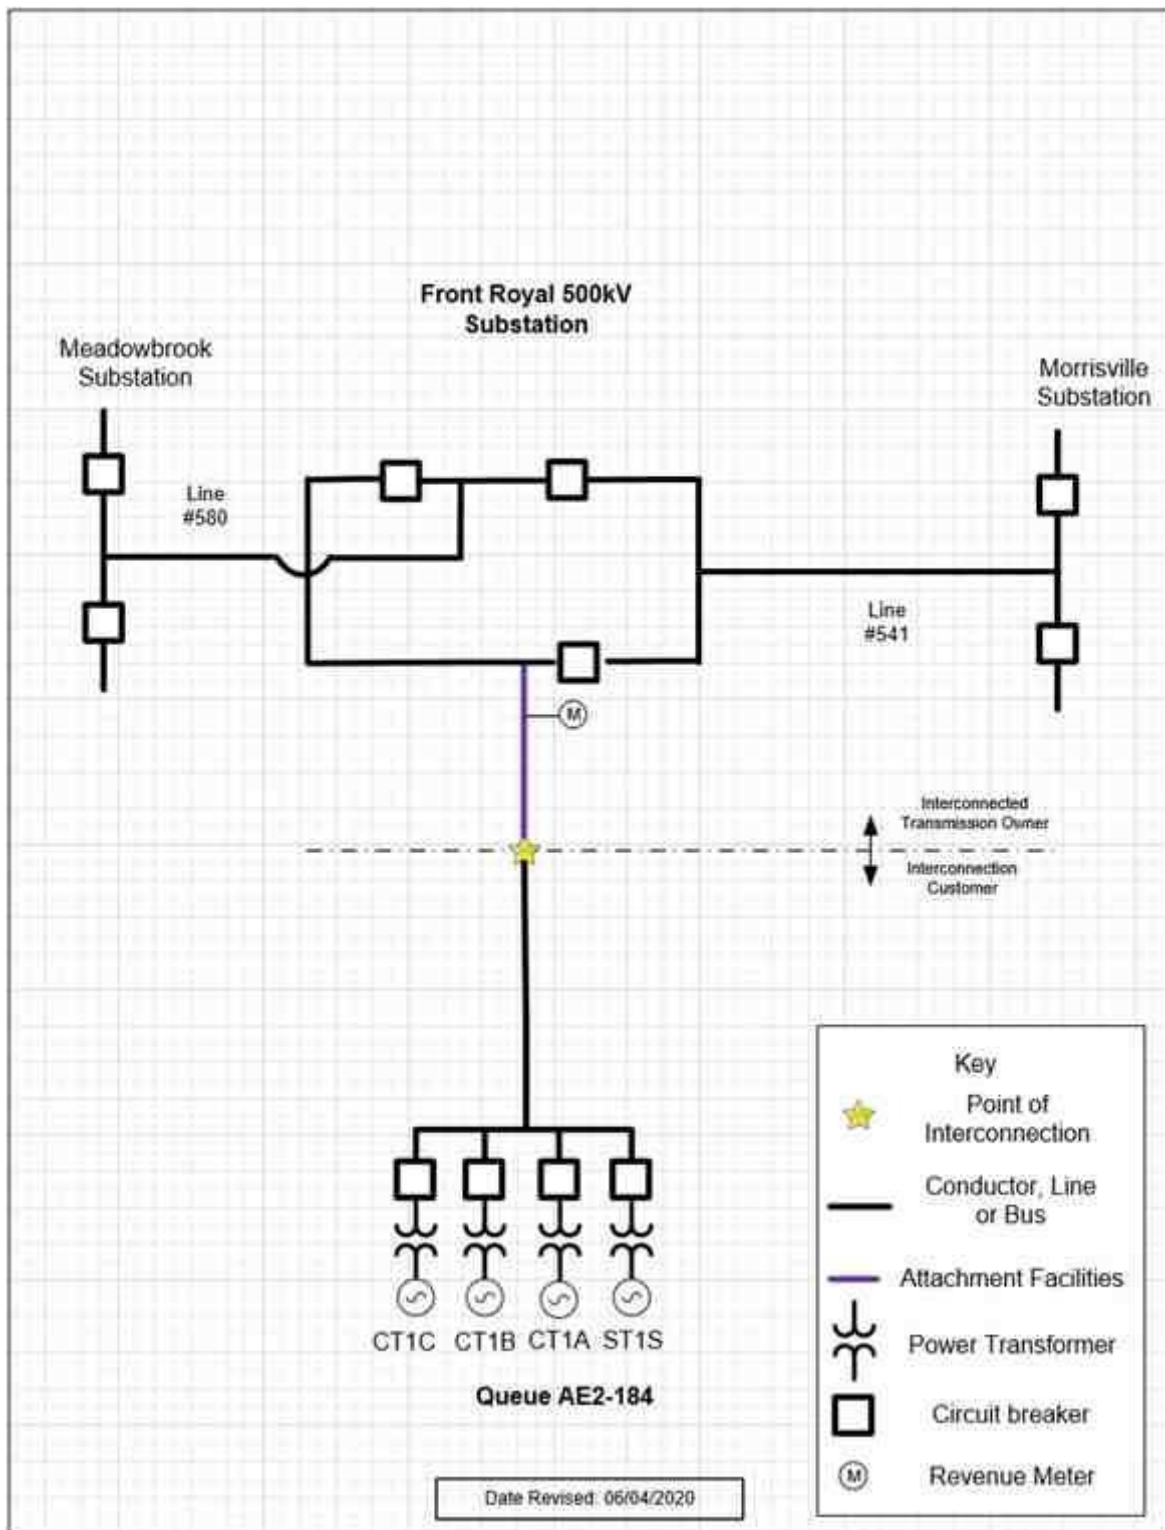 Front Royal 500kV
Substation
Meadowbrook
Substation
Morrisville
Substation
Line
#580
Line
#541
M
Interconnected
Transmission Owner
Interconnection
Customer
Key
Point of
Interconnection
Conductor, Line
or Bus
Attachment Facilities
Power Transformer
Circuit breaker
M
Revenue Meter
CT1C CT1B CT1A ST1S
Queue AE2-184
Date Revised: 06/04/2020